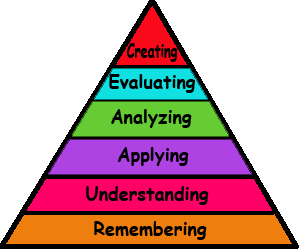 Creating
Evaluating
Analyzing
Applying
Understanding
Remembering